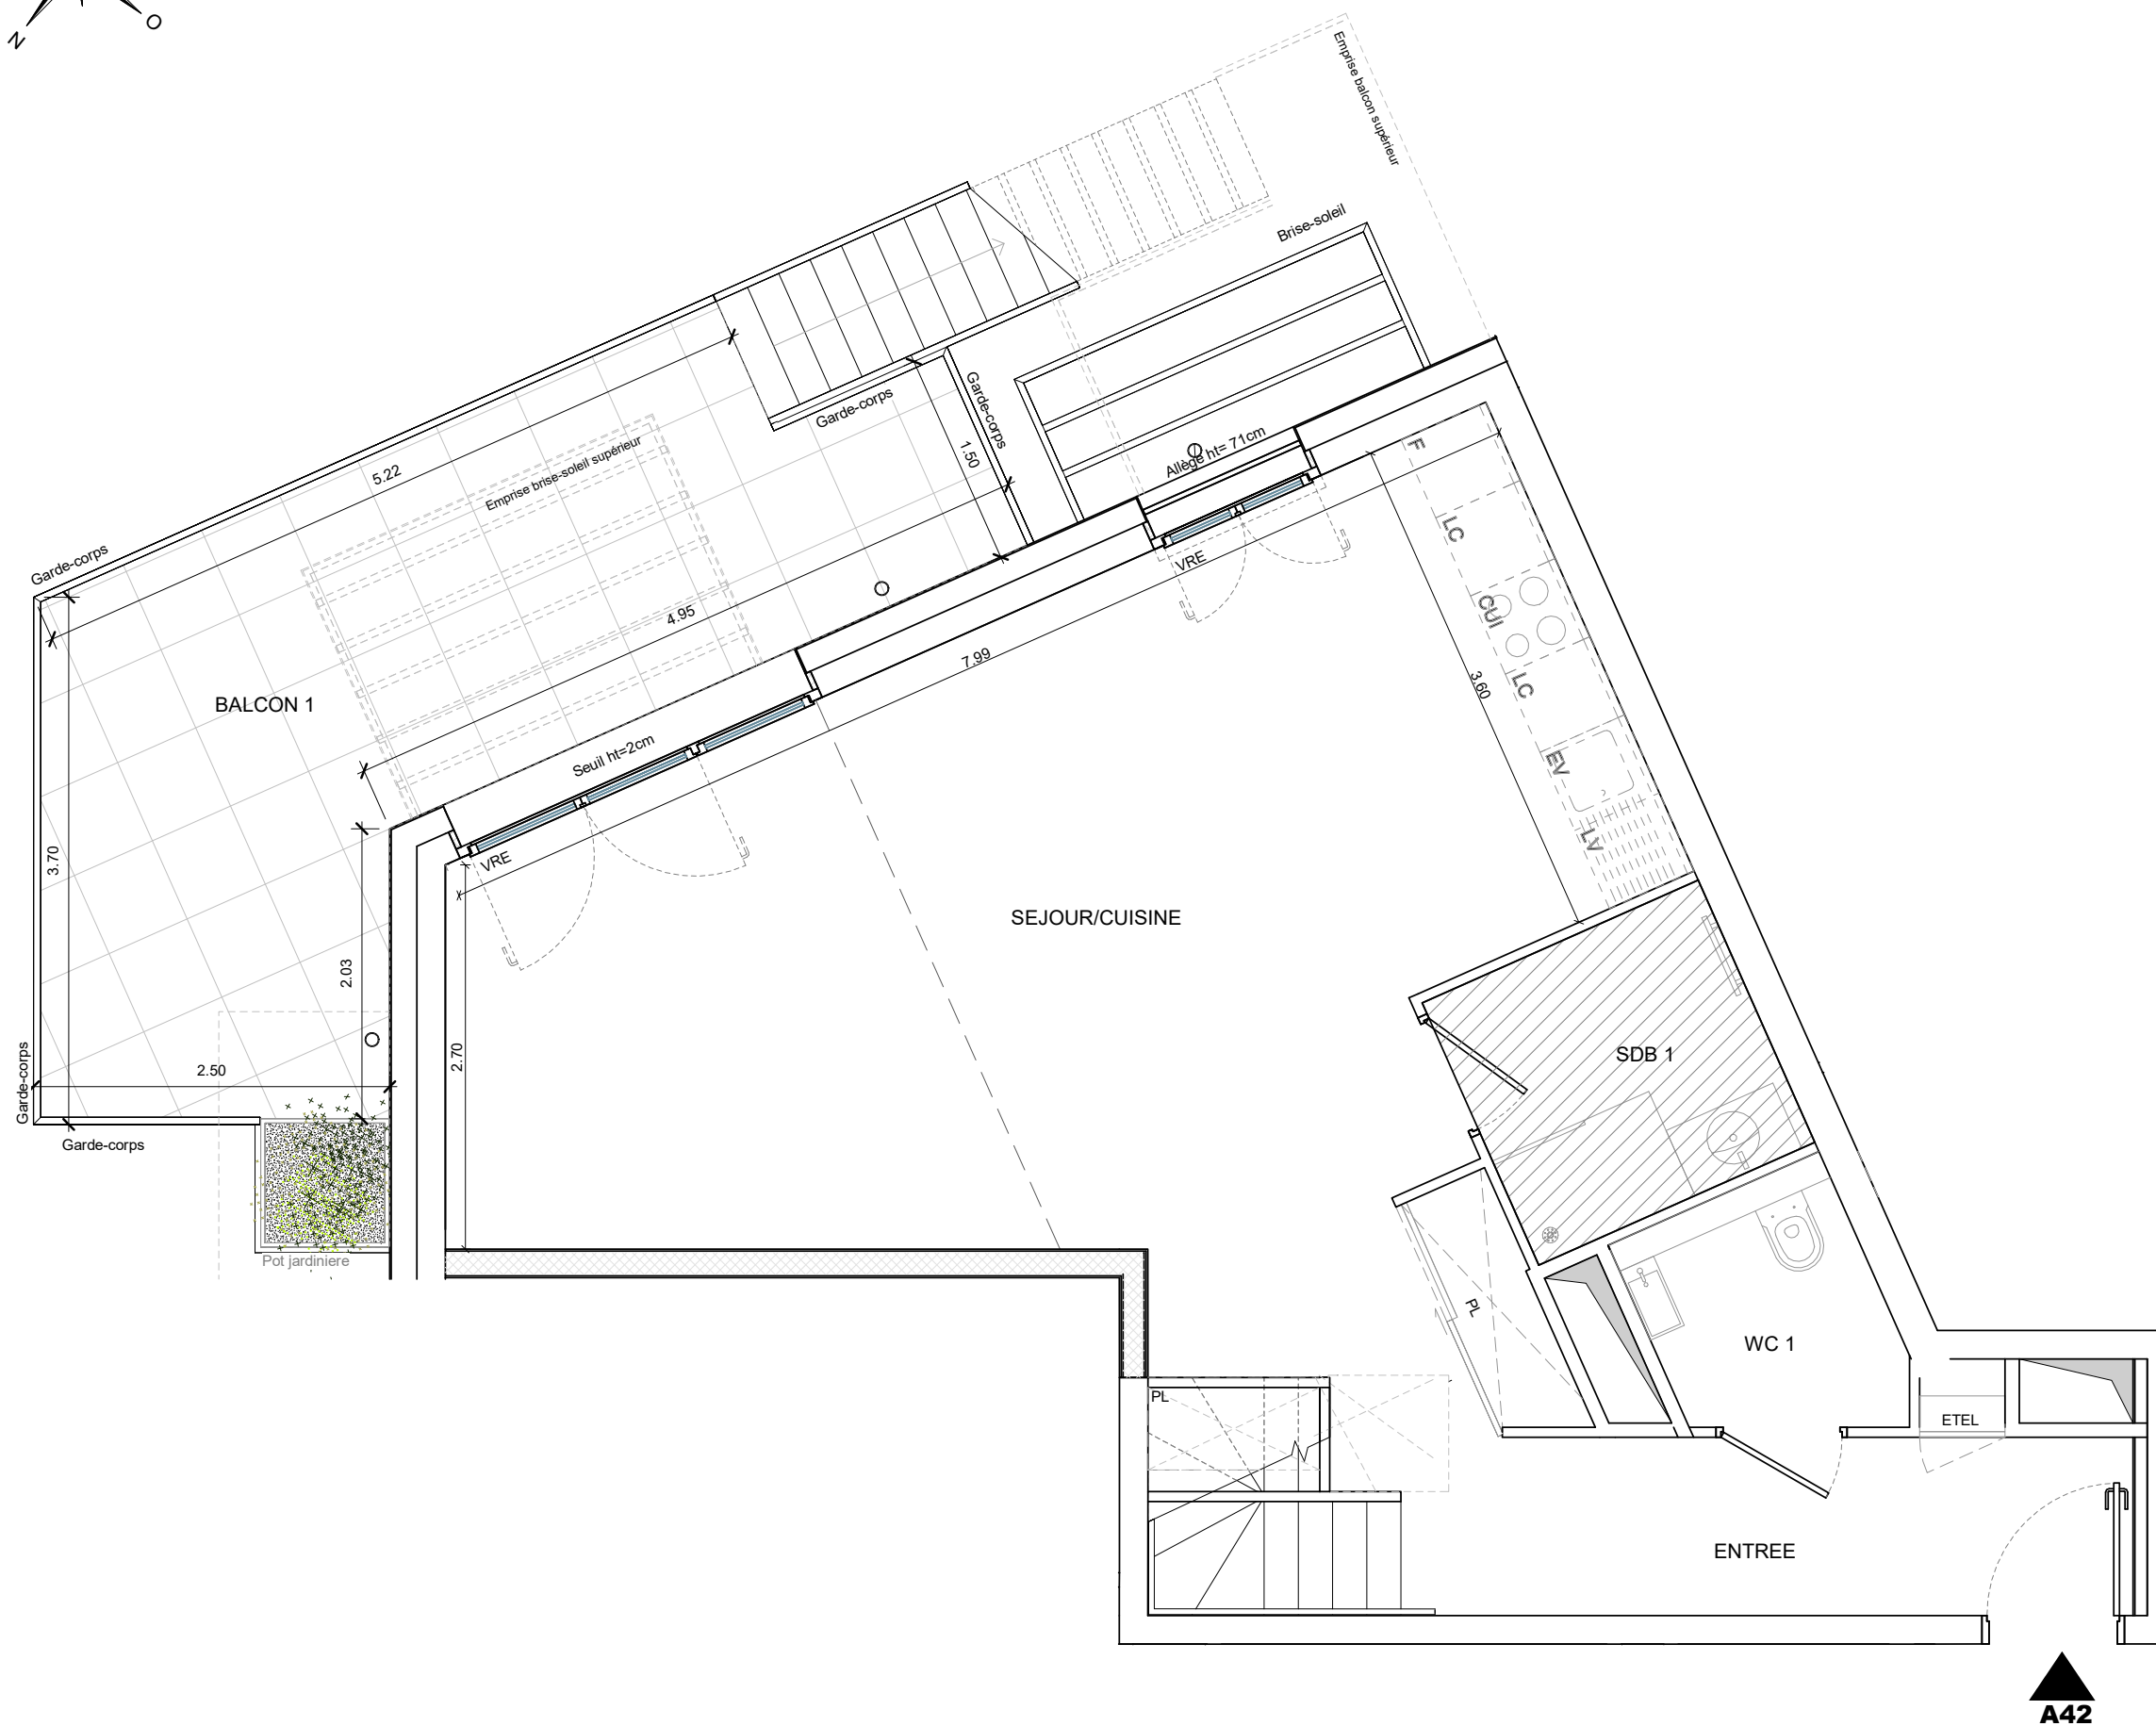 N
O
Emprise balcon supérieur
Brise-soleil
Garde-corps
Garde-corps
1.50
Allège ht= 71cm
F
5.22
Emprise brise-soleil supérieur
LC
VRE
Garde-corps
CUI
4.95
7.99
LC
3.60
BALCON 1
Seuil ht=2cm
EV
LV
VRE
3.70
SEJOUR/CUISINE
2.03
SDB 1
2.70
2.50
Garde-corps
Garde-corps
Pot jardiniere
PL
WC 1
PL
ETEL
ENTREE
A42